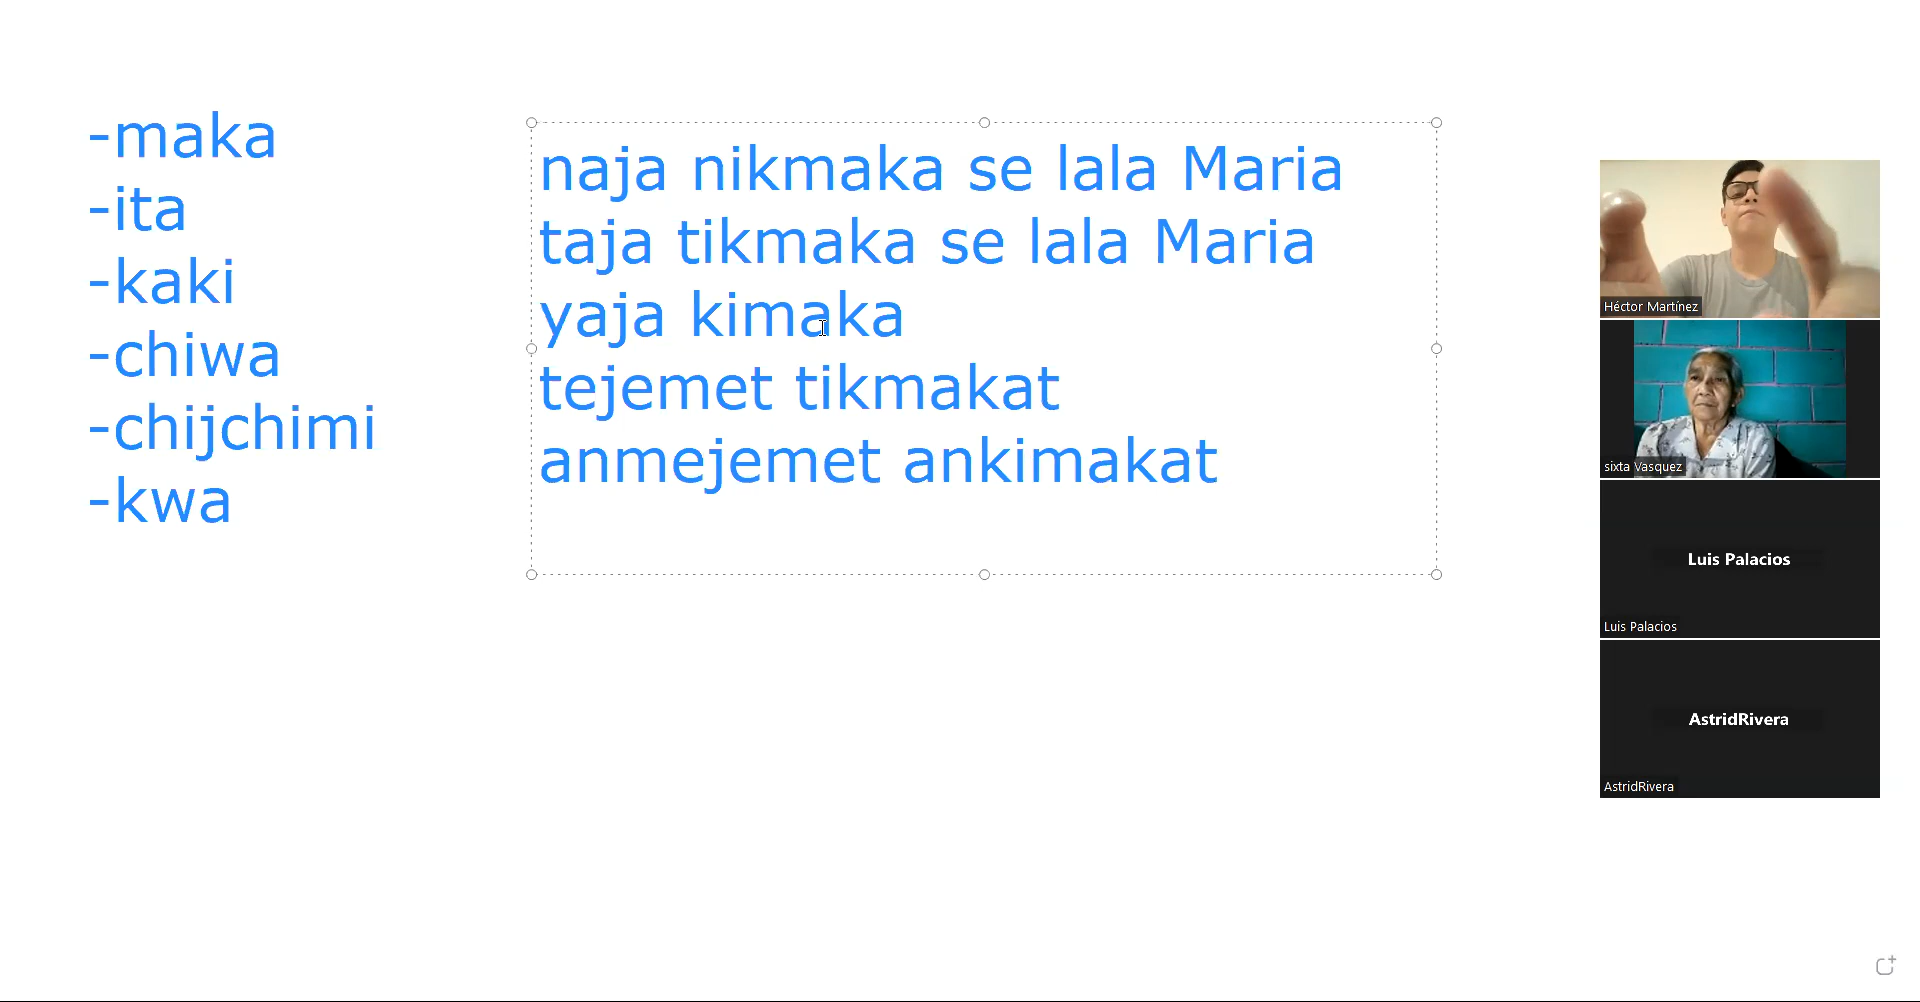 -maka
-ita
-kaki
-chiwa
-chijchimi
-kwa
naja nikmaka se lala Maria
taja tikmaka se lala Maria
yaja kimaka
tejemet tikmakat
anmejemet ankimakat
Héctor Martínez
sixta Vasquez
Luis Palacios
Luis Palacios
AstridRivera
AstridRivera